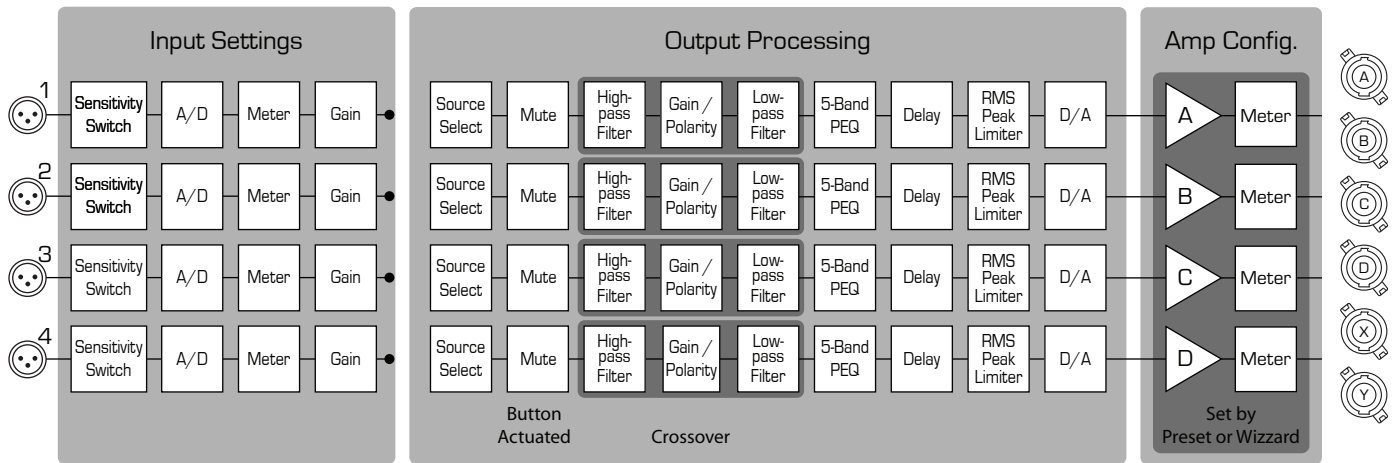 Input Settings
Output Processing
Amp Config.
1
Sensitivity
Switch
A/D
Meter
Gain
Source
Select
Mute
High-
pass
Filter
Gain /
Polarity
Low-
pass
Filter
5-Band
PEQ
Delay
RMS
Peak
Limiter
D/A
A
Meter
A
B
2
Sensitivity
Switch
A/D
Meter
Gain
Source
Select
Mute
High-
pass
Filter
Gain /
Polarity
Low-
pass
Filter
5-Band
PEQ
Delay
RMS
Peak
Limiter
D/A
B
Meter
C
3
Sensitivity
Switch
A/D
Meter
Gain
Source
Select
Mute
High-
pass
Filter
Gain /
Polarity
Low-
pass
Filter
5-Band
PEQ
Delay
RMS
Peak
Limiter
D/A
C
Meter
D
4
Sensitivity
Switch
A/D
Meter
Gain
Source
Select
Mute
High-
pass
Filter
Gain /
Polarity
Low-
pass
Filter
5-Band
PEQ
Delay
RMS
Peak
Limiter
D/A
D
Meter
X
Y
Button
Actuated
Crossover
Set by
Preset or Wizzard